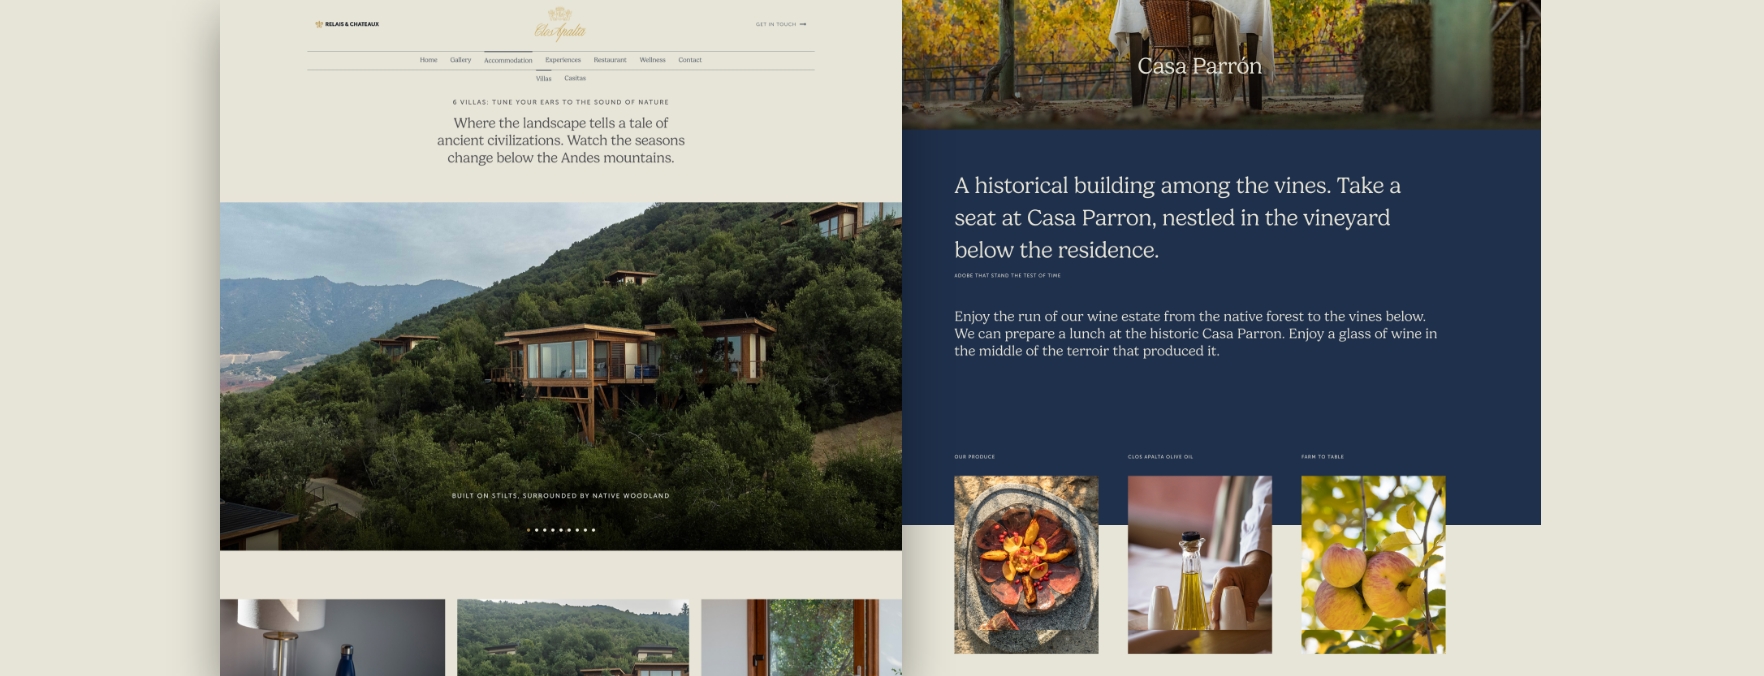 RELAIS & CHATEAUX
Clos Apalta
GET IN TOUCH
Home Gallery Accommodation Experiences Restaurant Wellness Contact
Villas Casitas
6 VILLAS: TUNE YOUR EARS TO THE SOUND OF NATURE
Where the landscape tells a tale of
ancient civilizations. Watch the seasons
change below the Andes mountains.
BUILT ON STILTS, SURROUNDED BY NATIVE WOODLAND
Casa Parrón
A historical building among the vines. Take a
seat at Casa Parron, nestled in the vineyard
below the residence.
ADOBE THAT STAND THE TEST OF TIME
Enjoy the run of our wine estate from the native forest to the vines below.
We can prepare a lunch at the historic Casa Parron. Enjoy a glass of wine in
the middle of the terroir that produced it.
OUR PRODUCE
CLOS APALTA OLIVE OIL
FARM TO TABLE